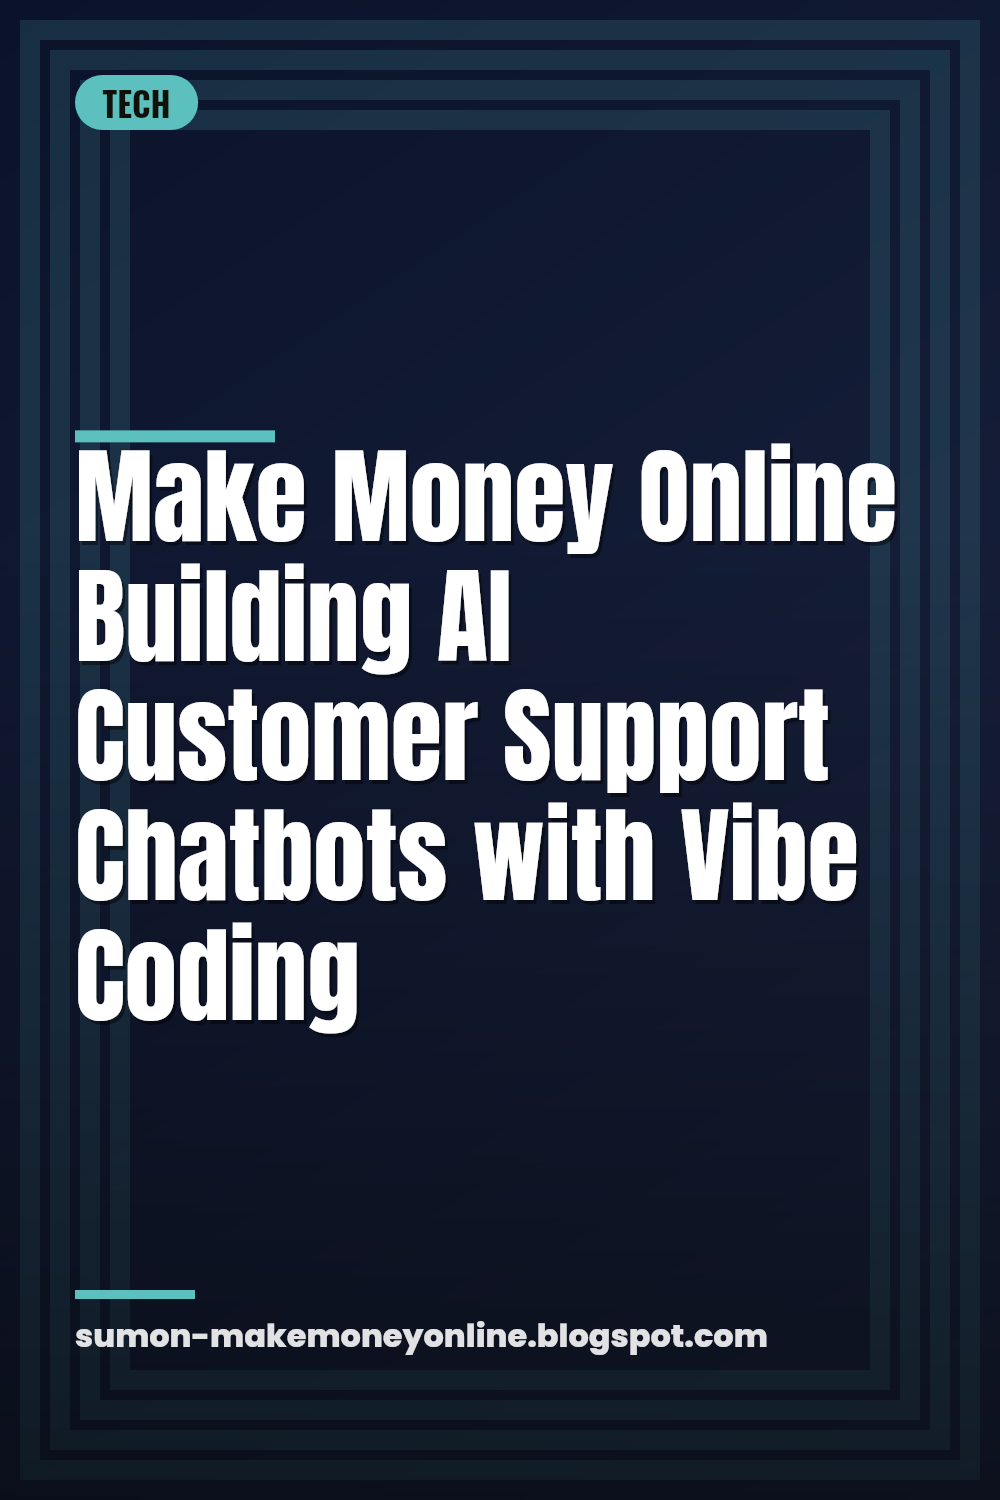 TECH
Make Money Online
Building AI
Customer Support
Chatbots with Vibe
Coding
sumon-makemoneyonline.blogspot.com